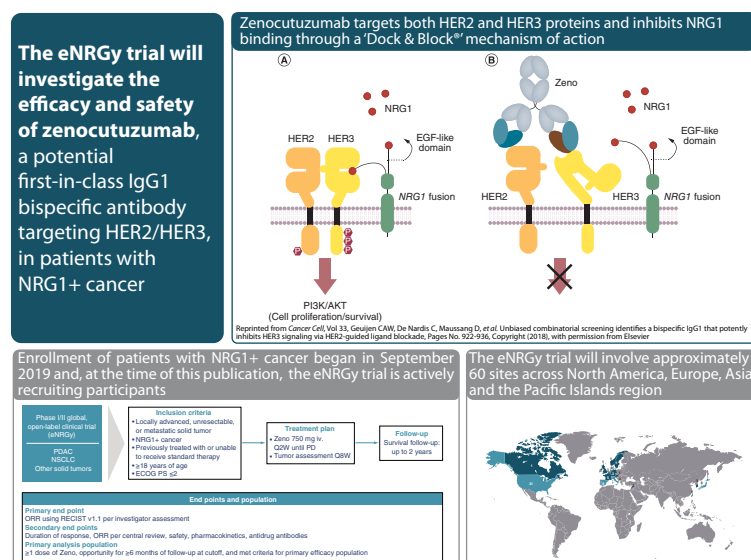 The eNRGy trial will
investigate the
efficacy and safety
of zenocutuzumab,
a potential
first-in-class IgG1
bispecific antibody
targeting HER2/HER3,
in patients with
NRG1+ cancer
Zenocutuzumab targets both HER2 and HER3 proteins and inhibits NRG1
binding through a 'Dock & Block®' mechanism of action
A
NRG1
HER2
HER3
EGF-like
domain
NRG1 fusion
P
P
P
P
PI3K/AKT
(Cell proliferation/survival)
B
Zeno
NRG1
EGF-like
domain
HER2
HER3
NRG1 fusion
Reprinted from Cancer Cell, Vol 33, Geuijen CAW, De Nardis C, Maussang D, et al. Unbiased combinatorial screening identifies a bispecific IgG1 that potently
inhibits HER3 signaling via HER2-guided ligand blockade, Pages No. 922-936, Copyright (2018), with permission from Elsevier
Enrollment of patients with NRG1+ cancer began in September
2019 and, at the time of this publication, the eNRGy trial is actively
recruiting participants
Phase I/II global,
open-label clinical trial
(eNRGy)
PDAC
NSCLC
Other solid tumors
Inclusion criteria
• Locally advanced, unresectable,
or metastatic solid tumor
• NRG1+ cancer
• Previously treated with or unable
to receive standard therapy
• ≥18 years of age
• ECOG PS ≤2
Treatment plan
• Zeno 750 mg iv.
Q2W until PD
• Tumor assessment Q8W
Follow-up
Survival follow-up:
up to 2 years
End points and population
Primary end point
ORR using RECIST v1.1 per investigator assessment
Secondary end points
Duration of response, ORR per central review, safety, pharmacokinetics, antidrug antibodies
Primary analysis population
≥1 dose of Zeno, opportunity for ≥6 months of follow-up at cutoff, and met criteria for primary efficacy population
The eNRGy trial will involve approximately
60 sites across North America, Europe, Asia
and the Pacific Islands region